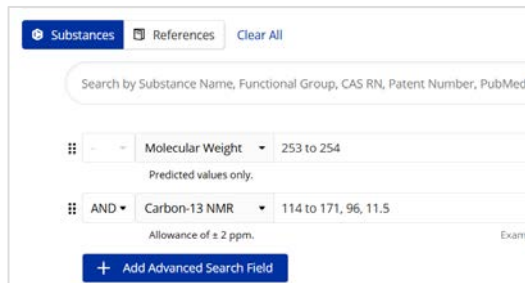 Substances References Clear All
Search by Substance Name, Functional Group, CAS RN, Patent Number, PubMed
- Molecular Weight 253 to 254
Predicted values only.
AND Carbon-13 NMR 114 to 171, 96, 11.5
Allowance of ± 2 ppm. Exam
+ Add Advanced Search Field